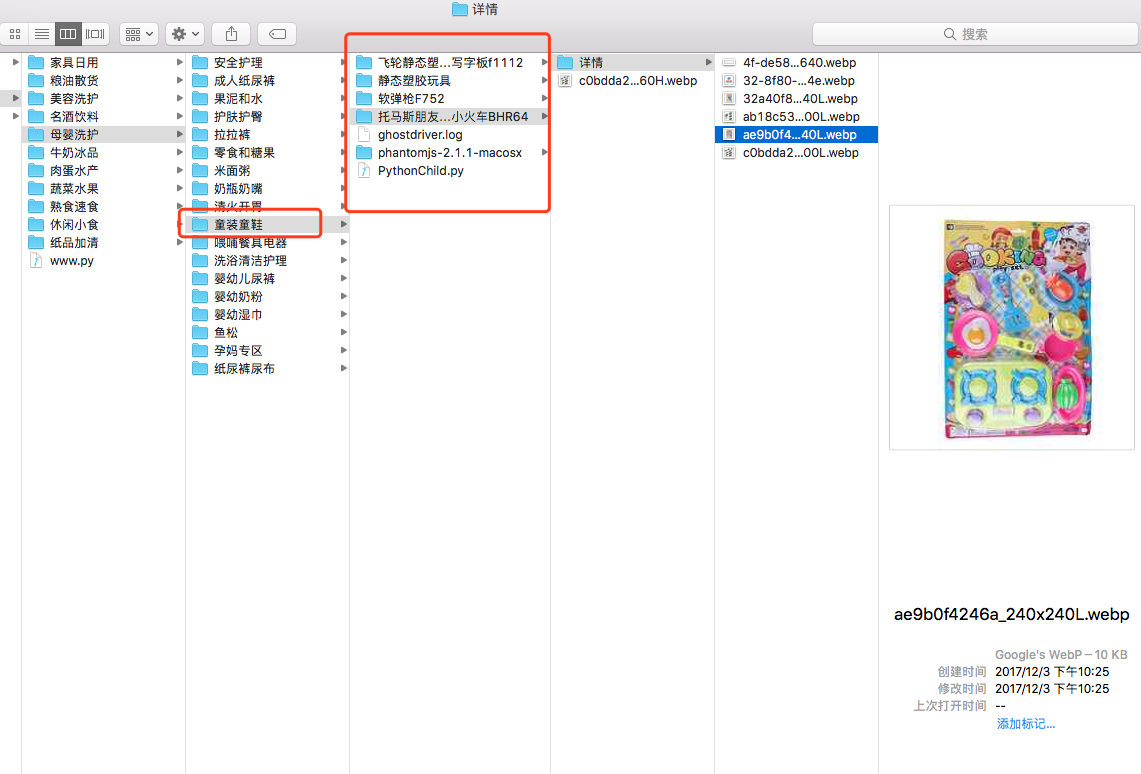 详情
搜索
家具日用
粮油散货
美容洗护
名酒饮料
母婴洗护
牛奶冰品
肉蛋水产
蔬菜水果
熟食速食
休闲小食
纸品加清
www.py
安全护理
成人纸尿裤
果泥和水
护肤护臀
拉拉裤
零食和糖果
米面粥
奶瓶奶嘴
清火开胃
童装童鞋
喂哺餐具电器
洗浴清洁护理
婴幼儿尿裤
婴幼奶粉
婴幼湿巾
鱼松
孕妈专区
纸尿裤尿布
飞轮静态塑...写字板f1112
静态塑胶玩具
软弹枪F752
托马斯朋友...小火车BHR64
ghostdriver.log
phantomjs-2.1.1-macosx
PythonChild.py
详情
c0bdda2...60H.webp
4f-de58...640.webp
32-8f80-...4e.webp
32a40f8...40L.webp
ab18c53...00L.webp
ae9b0f4...40L.webp
c0bdda2...00L.webp
COOKING
ae9b0f4246a_240x240L.webp
Google's WebP – 10 KB
创建时间 2017/12/3 下午10:25
修改时间 2017/12/3 下午10:25
上次打开时间 --
添加标记...